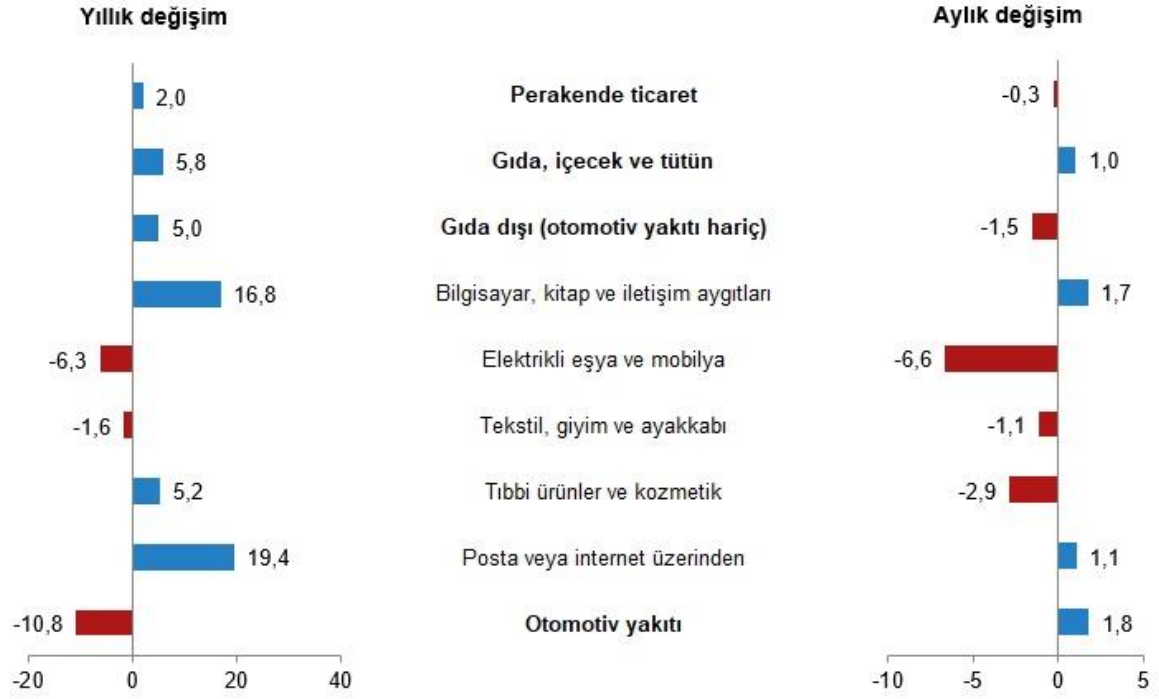 Yıllık değişim Aylık değişim
2,0 Perakende ticaret -0,3
5,8 Gıda, içecek ve tütün 1,0
5,0 Gıda dışı (otomotiv yakıtı hariç) -1,5
16,8 Bilgisayar, kitap ve iletişim aygıtları 1,7
-6,3 Elektrikli eşya ve mobilya -6,6
-1,6 Tekstil, giyim ve ayakkabı -1,1
5,2 Tıbbi ürünler ve kozmetik -2,9
19,4 Posta veya internet üzerinden 1,1
-10,8 Otomotiv yakıtı 1,8
-20 0 20 40 -10 -5 0 5